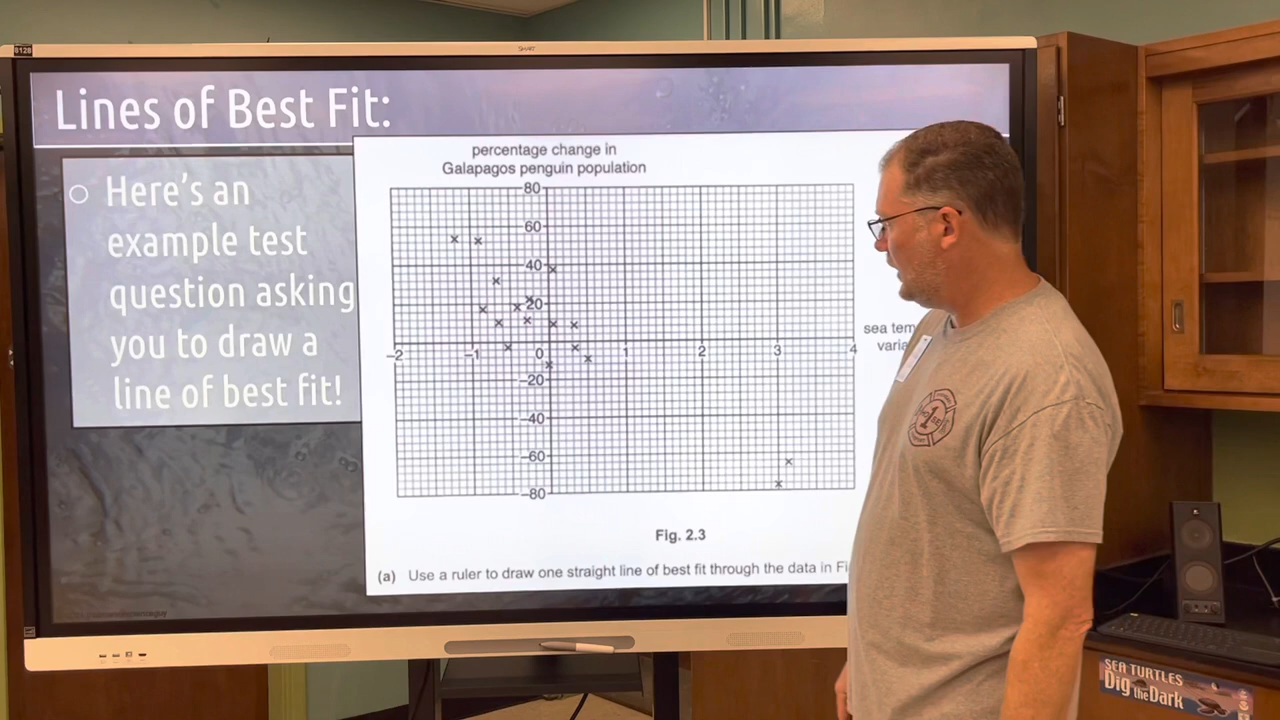 8128
SMART
Lines of Best Fit:
Here's an
example test
question asking
you to draw a
line of best fit!
percentage change in
Galapagos penguin population
80
60
40
20
–2 –1 0 1 2 3 4
sea tem
varia
–20
–40
–60
–80
Fig. 2.3
(a) Use a ruler to draw one straight line of best fit through the data in Fi
1
SEA TURTLES
Dig the Dark